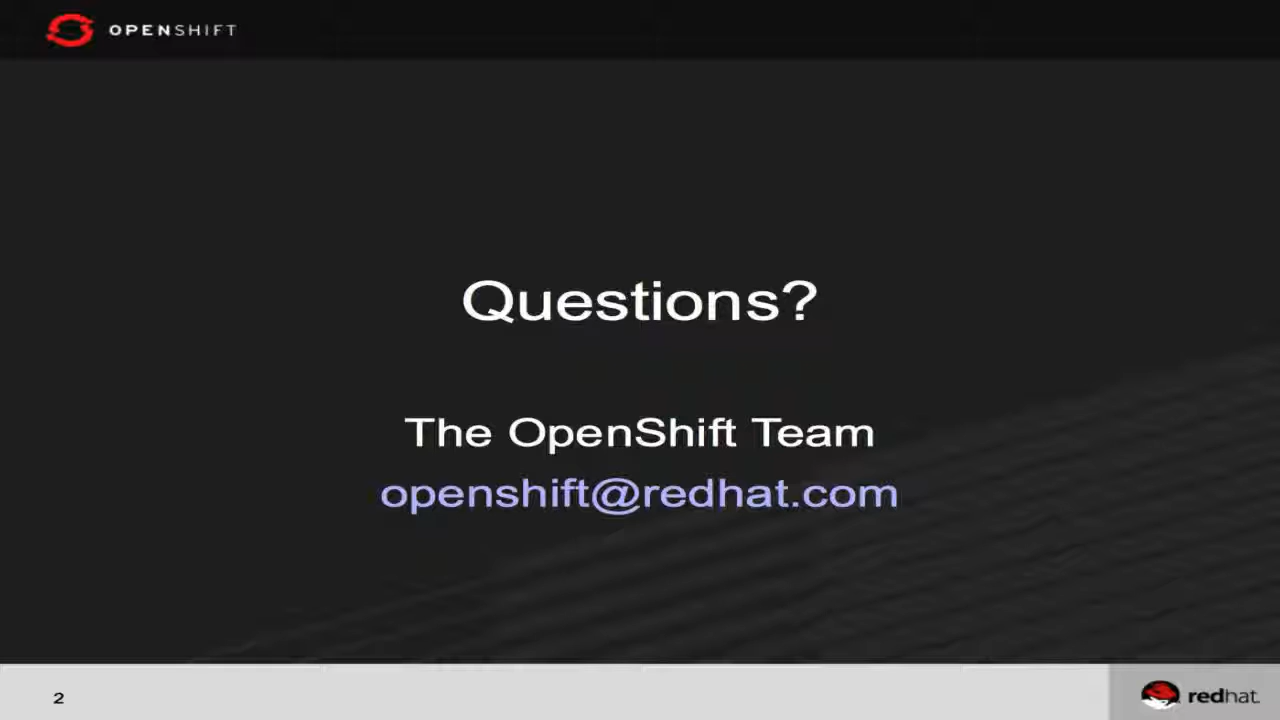 OPENSHIFT
Questions?
The OpenShift Team
openshift@redhat.com
2
redhat.